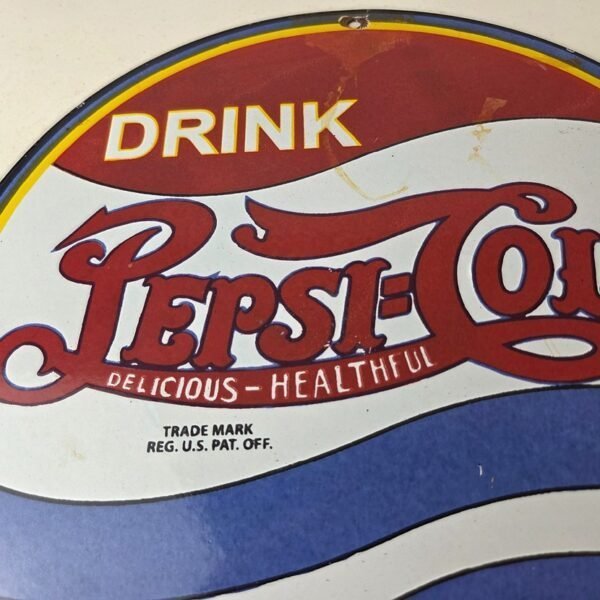 DRINK
PEPSI=COL
DELICIOUS - HEALTHFUL
TRADE MARK
REG. U.S. PAT. OFF.